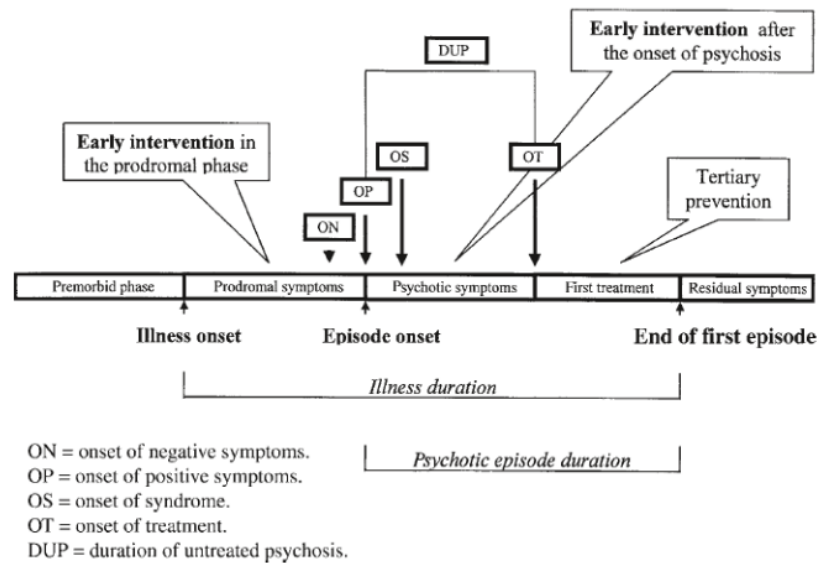 DUP
Early intervention after
the onset of psychosis
Early intervention in
the prodromal phase
OS
OT
OP
ON
Tertiary
prevention
Premorbid phase
Prodromal symptoms
Psychotic symptoms
First treatment
Residual symptoms
Illness onset
Episode onset
End of first episode
Illness duration
Psychotic episode duration
ON = onset of negative symptoms.
OP = onset of positive symptoms.
OS = onset of syndrome.
OT = onset of treatment.
DUP = duration of untreated psychosis.